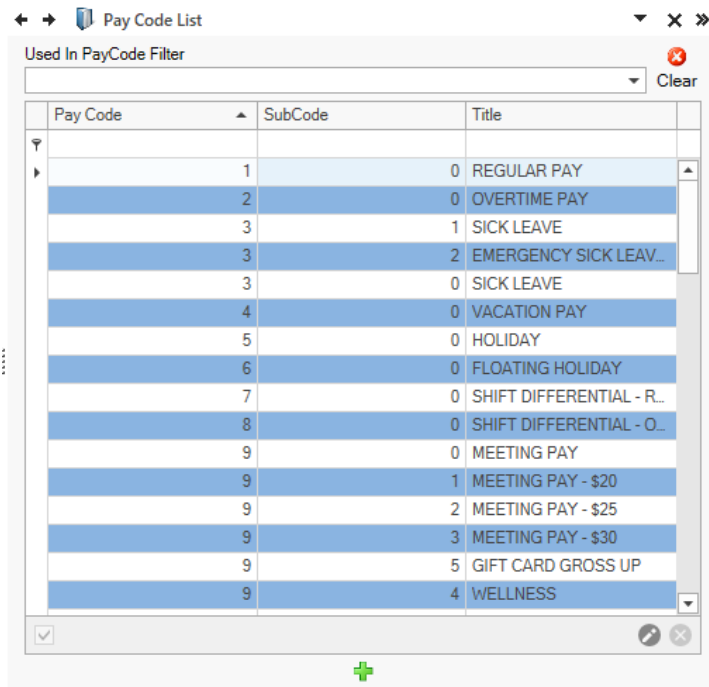 Pay Code List
Used In PayCode Filter
Clear
Pay Code SubCode Title
1 0 REGULAR PAY
2 0 OVERTIME PAY
3 1 SICK LEAVE
3 2 EMERGENCY SICK LEAV...
3 0 SICK LEAVE
4 0 VACATION PAY
5 0 HOLIDAY
6 0 FLOATING HOLIDAY
7 0 SHIFT DIFFERENTIAL - R...
8 0 SHIFT DIFFERENTIAL - O...
9 0 MEETING PAY
9 1 MEETING PAY - $20
9 2 MEETING PAY - $25
9 3 MEETING PAY - $30
9 5 GIFT CARD GROSS UP
9 4 WELLNESS